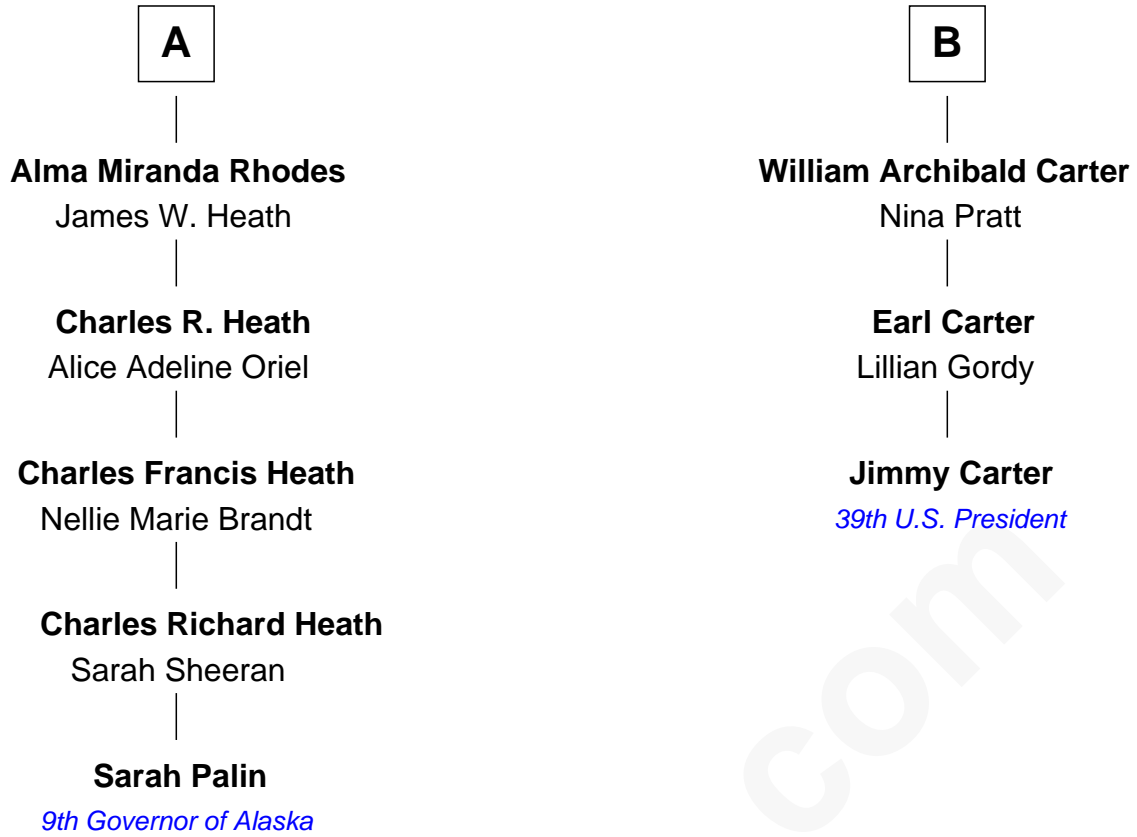 A
Alma Miranda Rhodes
James W. Heath
Charles R. Heath
Alice Adeline Oriel
Charles Francis Heath
Nellie Marie Brandt
Charles Richard Heath
Sarah Sheeran
Sarah Palin
9th Governor of Alaska
B
William Archibald Carter
Nina Pratt
Earl Carter
Lillian Gordy
Jimmy Carter
39th U.S. President
com